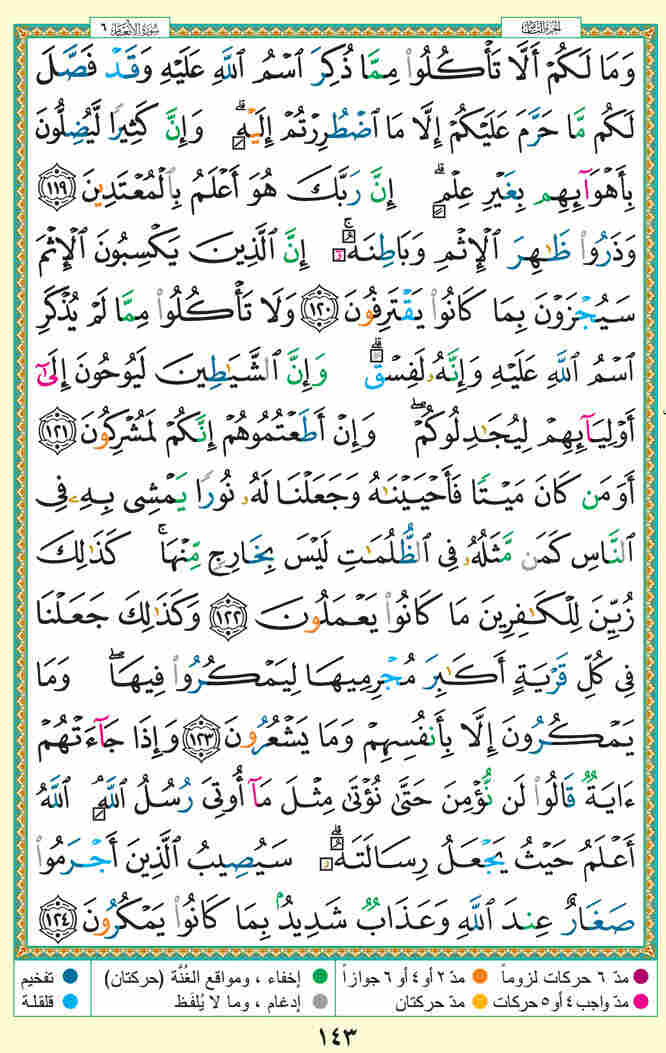 الجزء الثامن
سورة الأنعام ٦
وَمَا لَكُمْ أَلَّا تَأْكُلُوا۟ مِمَّا ذُكِرَ ٱسْمُ ٱللَّهِ عَلَيْهِ وَقَدْ فَصَّلَ
لَكُم مَّا حَرَّمَ عَلَيْكُمْ إِلَّا مَا ٱضْطُرِرْتُمْ إِلَيْهِ ۗ وَإِنَّ كَثِيرًا لَّيُضِلُّونَ
بِأَهْوَآئِهِم بِغَيْرِ عِلْمٍ ۗ إِنَّ رَبَّكَ هُوَ أَعْلَمُ بِٱلْمُعْتَدِينَ ١١٩
وَذَرُوا۟ ظَٰهِرَ ٱلْإِثْمِ وَبَاطِنَهُۥٓ ۚ إِنَّ ٱلَّذِينَ يَكْسِبُونَ ٱلْإِثْمَ
سَيُجْزَوْنَ بِمَا كَانُوا۟ يَقْتَرِفُونَ ١٢٠ وَلَا تَأْكُلُوا۟ مِمَّا لَمْ يُذْكَرِ
ٱسْمُ ٱللَّهِ عَلَيْهِ وَإِنَّهُۥ لَفِسْقٌ ۗ وَإِنَّ ٱلشَّيَٰطِينَ لَيُوحُونَ إِلَىٰٓ
أَوْلِيَآئِهِمْ لِيُجَٰدِلُوكُمْ ۖ وَإِنْ أَطَعْتُمُوهُمْ إِنَّكُمْ لَمُشْرِكُونَ ١٢١
أَوَمَن كَانَ مَيْتًا فَأَحْيَيْنَٰهُ وَجَعَلْنَا لَهُۥ نُورًا يَمْشِى بِهِۦ فِى
ٱلنَّاسِ كَمَن مَّثَلُهُۥ فِى ٱلظُّلُمَٰتِ لَيْسَ بِخَارِجٍ مِّنْهَا ۚ كَذَٰلِكَ
زُيِّنَ لِلْكَٰفِرِينَ مَا كَانُوا۟ يَعْمَلُونَ ١٢٢ وَكَذَٰلِكَ جَعَلْنَا
فِى كُلِّ قَرْيَةٍ أَكَٰبِرَ مُجْرِمِيهَا لِيَمْكُرُوا۟ فِيهَا ۖ وَمَا
يَمْكُرُونَ إِلَّا بِأَنفُسِهِمْ وَمَا يَشْعُرُونَ ١٢٣ وَإِذَا جَآءَتْهُمْ
ءَايَةٌ قَالُوا۟ لَن نُّؤْمِنَ حَتَّىٰ نُؤْتَىٰ مِثْلَ مَآ أُوتِىَ رُسُلُ ٱللَّهِ ۘ ٱللَّهُ
أَعْلَمُ حَيْثُ يَجْعَلُ رِسَالَتَهُۥ ۗ سَيُصِيبُ ٱلَّذِينَ أَجْرَمُوا۟
صَغَارٌ عِندَ ٱللَّهِ وَعَذَابٌ شَدِيدٌۢ بِمَا كَانُوا۟ يَمْكُرُونَ ١٢٤
مدّ ٦ حركات لزوماً مدّ ٢ أو ٤ أو ٦ جوازاً إخفاء ، ومواقع الغُنَّة (حركتان) تفخيم
مدّ واجب ٤ أو ٥ حركات مدّ حركتان إدغام ، وما لا يُلفَظ قلقلة
١٤٣